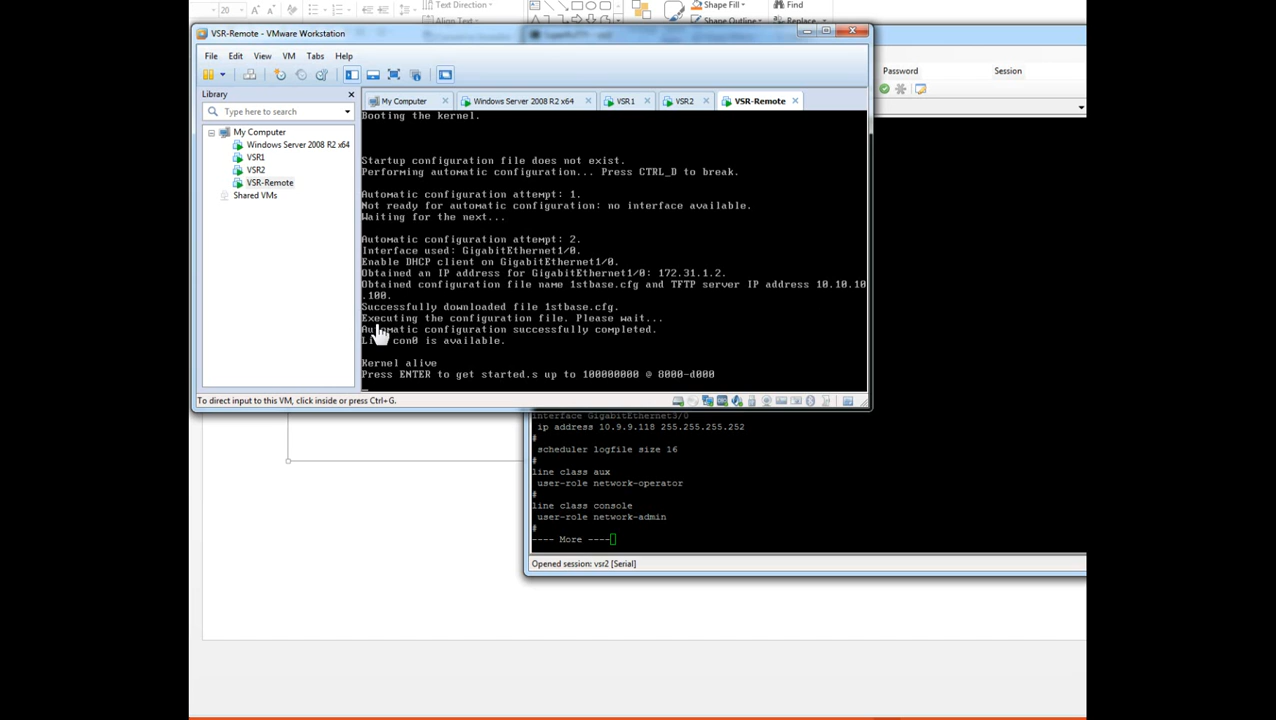 20
Text Direction
Align Text
Shape Fill
Shape Outline
Find
Replace
VSR-Remote - VMware Workstation
File Edit View VM Tabs Help
Password
Session
Library
Type here to search
My Computer
Windows Server 2008 R2 x64
VSR1
VSR2
VSR-Remote
My Computer
Windows Server 2008 R2 x64
VSR1
VSR2
VSR-Remote
Shared VMs
Booting the kernel.
Startup configuration file does not exist.
Performing automatic configuration... Press CTRL_D to break.
Automatic configuration attempt: 1.
Not ready for automatic configuration: no interface available.
Waiting for the next...
Automatic configuration attempt: 2.
Interface used: GigabitEthernet1/0.
Enable DHCP client on GigabitEthernet1/0.
Obtained an IP address for GigabitEthernet1/0: 172.31.1.2.
Obtained configuration file name 1stbase.cfg and TFTP server IP address 10.10.10
.100.
Successfully downloaded file 1stbase.cfg.
Executing the configuration file. Please wait...
Automatic configuration successfully completed.
con0 is available.
Kernel alive
Press ENTER to get started.s up to 100000000 @ 8000-d000
To direct input to this VM, click inside or press Ctrl+G.
interface GigabitEthernet3/0
ip address 10.9.9.118 255.255.255.252
#
scheduler logfile size 16
#
line class aux
user-role network-operator
#
line class console
user-role network-admin
#
---- More ----
Opened session: vsr2 [Serial]